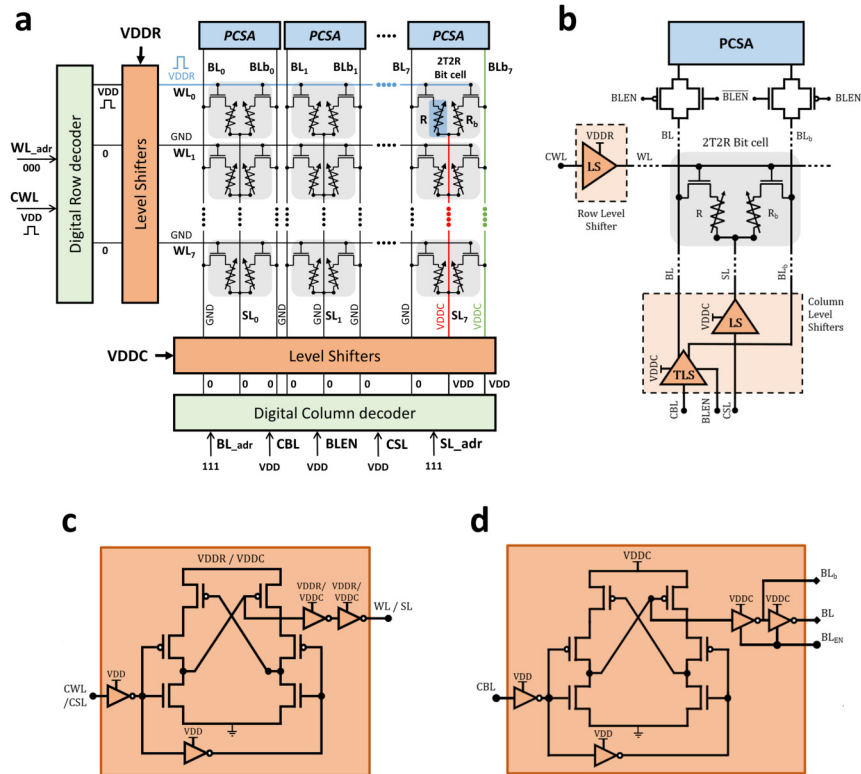 a
VDDR
PCSA
PCSA
PCSA
BL0
BLb0
BL1
BLb1
BL7
2T2R
Bit cell
BLb7
VDDR
WL0
VDD
Digital Row decoder
Level Shifters
R
Rb
GND
WL1
WL_adr
000
0
CWL
VDD
GND
WL7
0
GND
SL0
GND
GND
SL1
GND
GND
VDDC
SL7
VDDC
VDDC
Level Shifters
0
0
0
0
0
0
0
VDD
VDD
Digital Column decoder
BL_adr
CBL
BLEN
CSL
SL_adr
111
VDD
VDD
VDD
111
b
PCSA
BLEN
BLEN
BLEN
BL
BLb
2T2R Bit cell
VDDR
CWL
LS
WL
Row Level
Shifter
R
Rb
BL
SL
BLb
VDDC
LS
Column
Level
Shifters
VDDC
TLS
CBL
BLEN
CSL
c
VDDR / VDDC
VDDR/
VDDC
VDDR/
VDDC
WL / SL
CWL
/CSL
VDD
VDD
d
VDDC
VDDC
VDDC
BLb
BL
BLEN
CBL
VDD
VDD